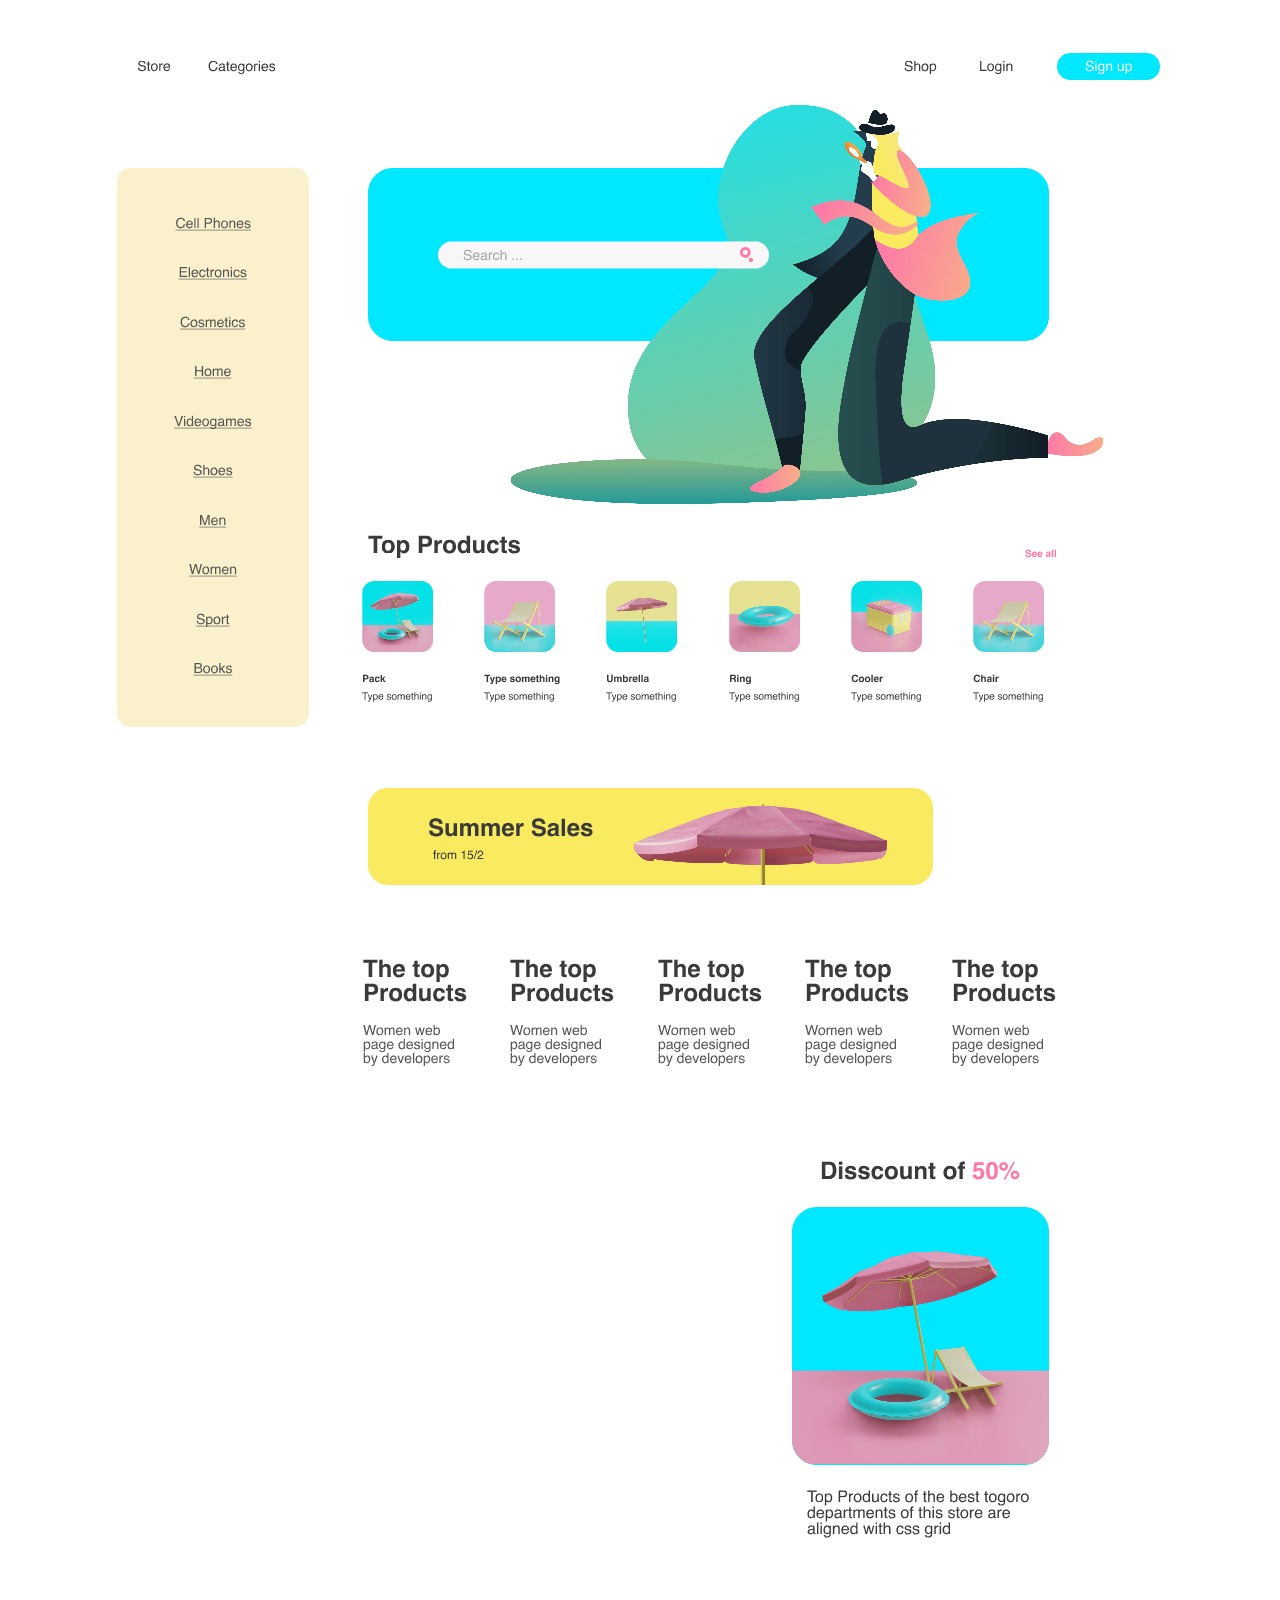 Store
Categories
Shop
Login
Sign up
Cell Phones
Electronics
Cosmetics
Home
Videogames
Shoes
Men
Women
Sport
Books
Search ...
Top Products
See all
Pack
Type something
Type something
Type something
Umbrella
Type something
Ring
Type something
Cooler
Type something
Chair
Type something
Summer Sales
from 15/2
The top
Products
Women web
page designed
by developers
The top
Products
Women web
page designed
by developers
The top
Products
Women web
page designed
by developers
The top
Products
Women web
page designed
by developers
The top
Products
Women web
page designed
by developers
Disscount of 50%
Top Products of the best togoro
departments of this store are
aligned with css grid